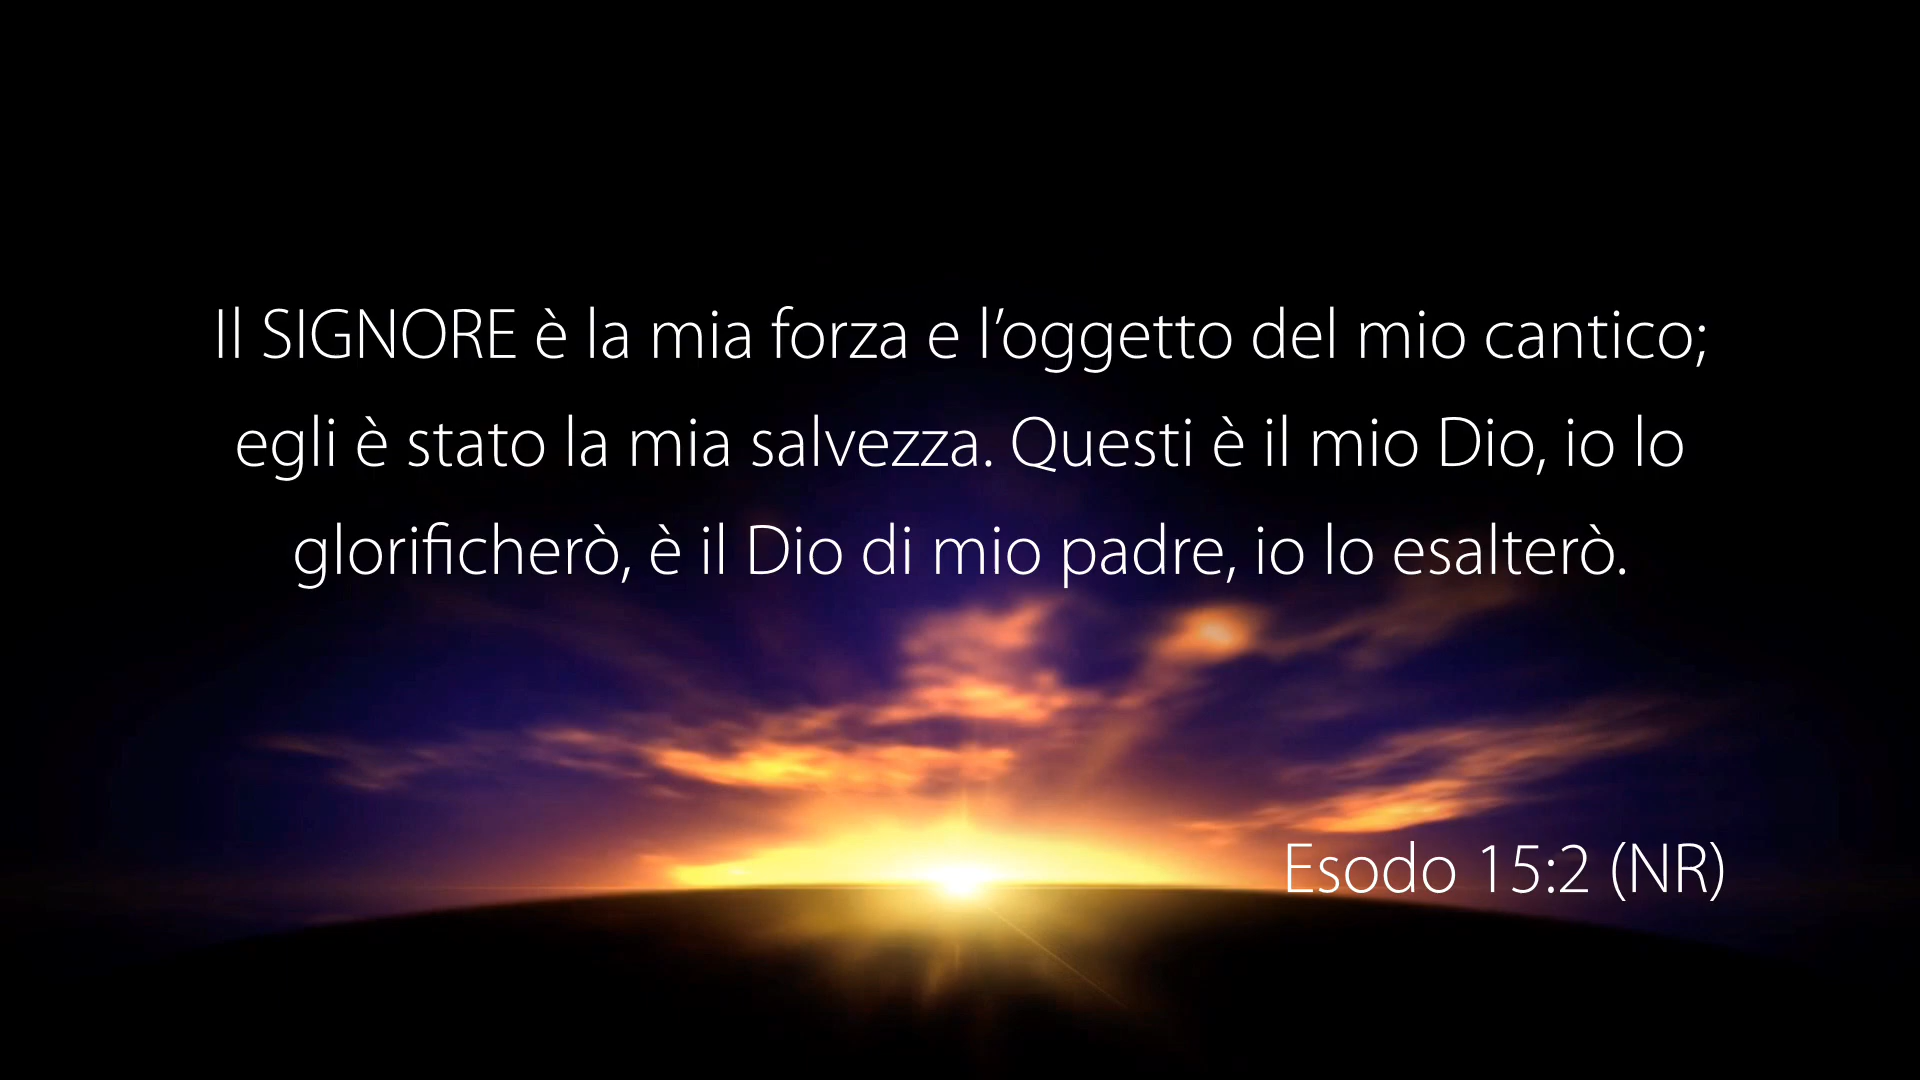 Il SIGNORE è la mia forza e l’oggetto del mio cantico;
egli è stato la mia salvezza. Questi è il mio Dio, io lo
glorificherò, è il Dio di mio padre, io lo esalterò.
Esodo 15:2 (NR)